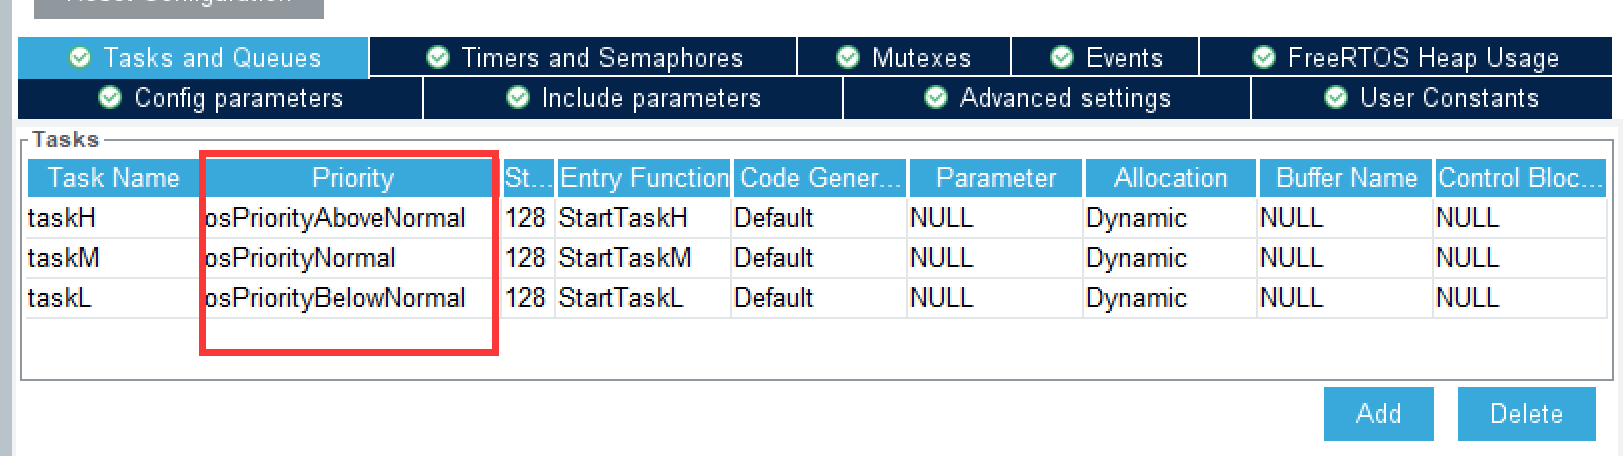 Reset Configuration
Tasks and Queues Timers and Semaphores Mutexes Events FreeRTOS Heap Usage
Config parameters Include parameters Advanced settings User Constants
Tasks
Task Name Priority St... Entry Function Code Gener... Parameter Allocation Buffer Name Control Bloc...
taskH osPriorityAboveNormal 128 StartTaskH Default NULL Dynamic NULL NULL
taskM osPriorityNormal 128 StartTaskM Default NULL Dynamic NULL NULL
taskL osPriorityBelowNormal 128 StartTaskL Default NULL Dynamic NULL NULL
Add Delete